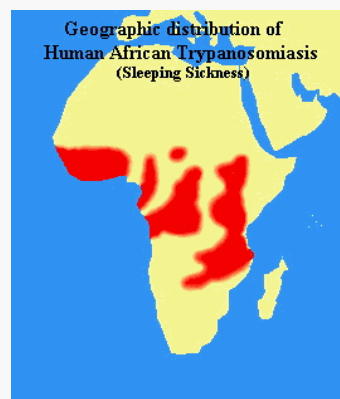 Geographic distribution of
Human African Trypanosomiasis
(Sleeping Sickness)